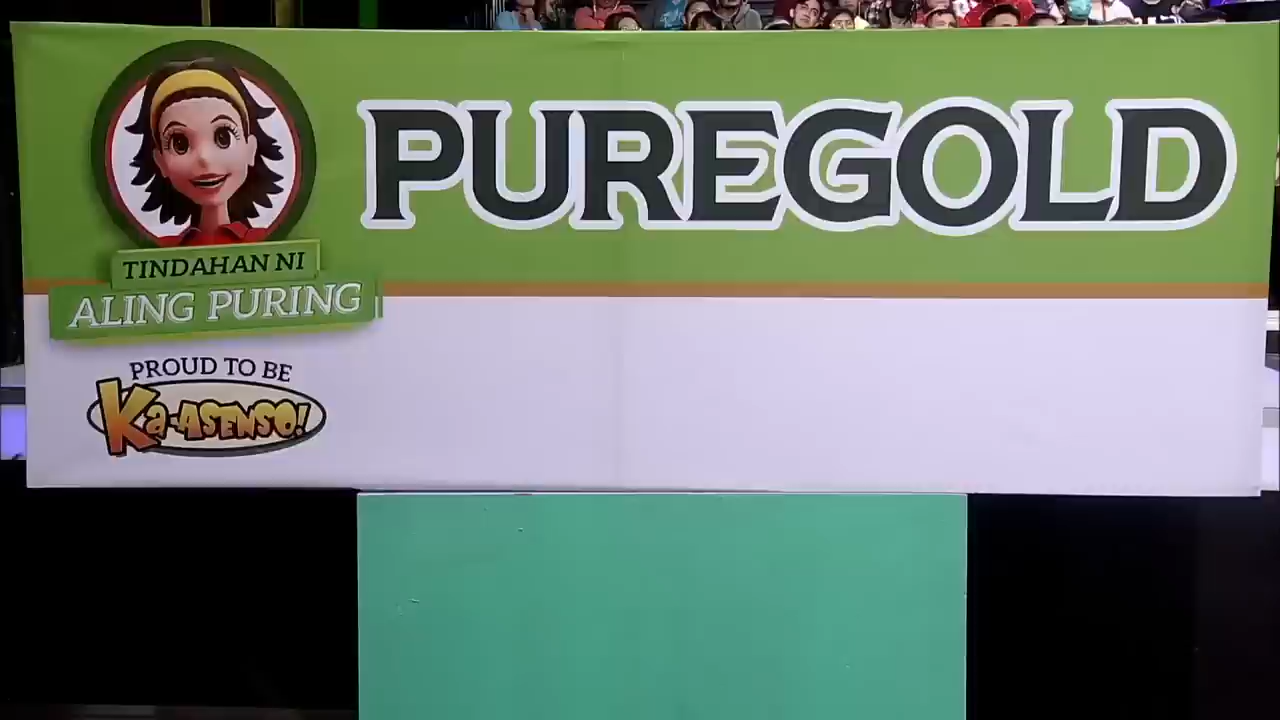 PUREGOLD
TINDAHAN NI
ALING PURING
PROUD TO BE
Ka-ASENSO!